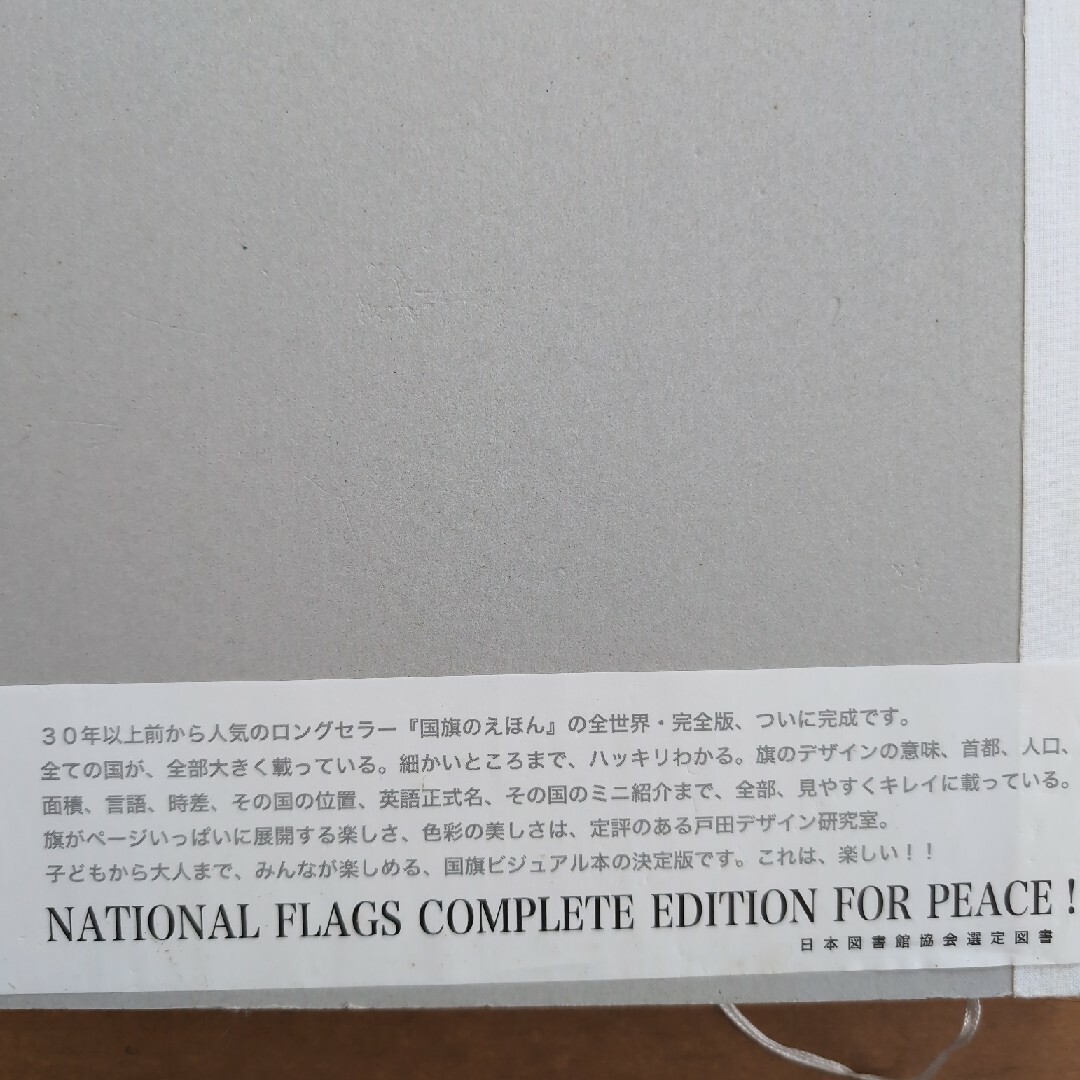 30年以上前から人気のロングセラー『国旗のえほん』の全世界・完全版、ついに完成です。
全ての国が、全部大きく載っている。細かいところまで、ハッキリわかる。旗のデザインの意味、首都、人口、
面積、言語、時差、その国の位置、英語正式名、その国のミニ紹介まで、全部、見やすくキレイに載っている。
旗がページいっぱいに展開する楽しさ、色彩の美しさは、定評のある戸田デザイン研究室。
子どもから大人まで、みんなが楽しめる、国旗ビジュアル本の決定版です。これは、楽しい！！
NATIONAL FLAGS COMPLETE EDITION FOR PEACE！
日本図書館協会選定図書